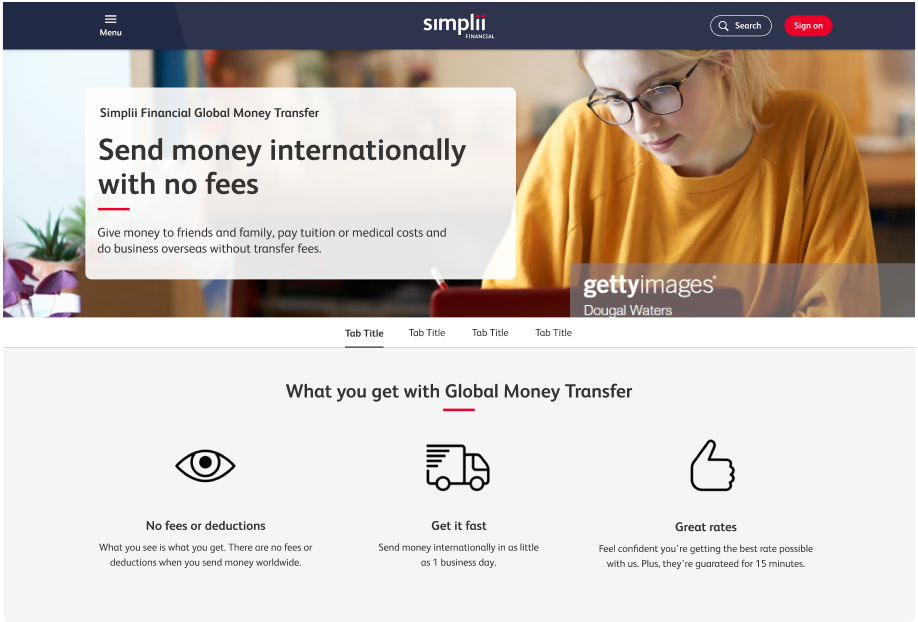 Menu
simplii
FINANCIAL
Search
Sign on
Simplii Financial Global Money Transfer
Send money internationally
with no fees
Give money to friends and family, pay tuition or medical costs and
do business overseas without transfer fees.
gettyimages®
Dougal Waters
Tab Title
Tab Title
Tab Title
Tab Title
What you get with Global Money Transfer
No fees or deductions
What you see is what you get. There are no fees or
deductions when you send money worldwide.
Get it fast
Send money internationally in as little
as 1 business day.
Great rates
Feel confident you're getting the best rate possible
with us. Plus, they're guarateed for 15 minutes.